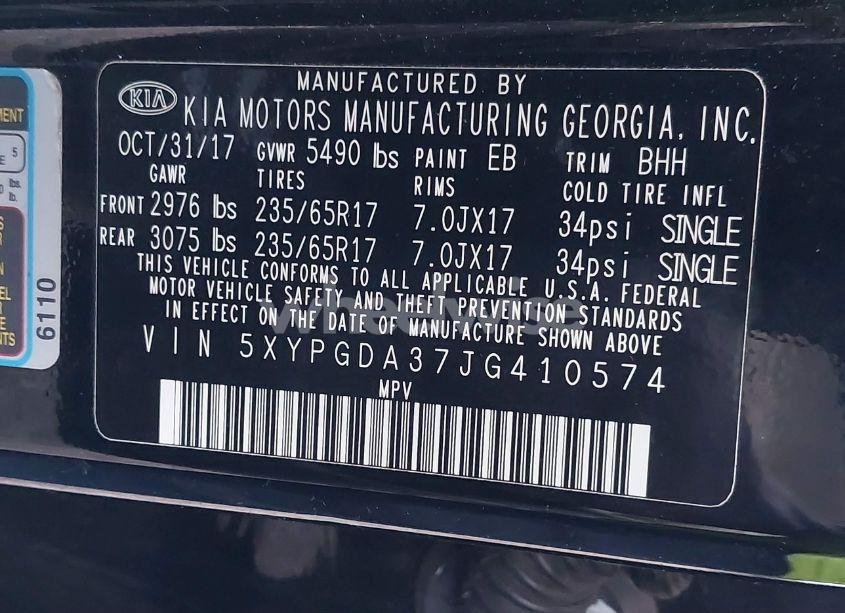 MANUFACTURED BY
KIA KIA MOTORS MANUFACTURING GEORGIA, INC.
OCT/31/17 GVWR 5490 lbs PAINT EB TRIM BHH
GAWR TIRES RIMS COLD TIRE INFL
FRONT 2976 lbs 235/65R17 7.0JX17 34psi SINGLE
REAR 3075 lbs 235/65R17 7.0JX17 34psi SINGLE
THIS VEHICLE CONFORMS TO ALL APPLICABLE U.S.A. FEDERAL
MOTOR VEHICLE SAFETY AND THEFT PREVENTION STANDARDS
IN EFFECT ON THE DATE OF MANUFACTURE SHOWN ABOVE
VIN 5XYPGDA37JG410574
MPV
5
lbs.
lb.
6110